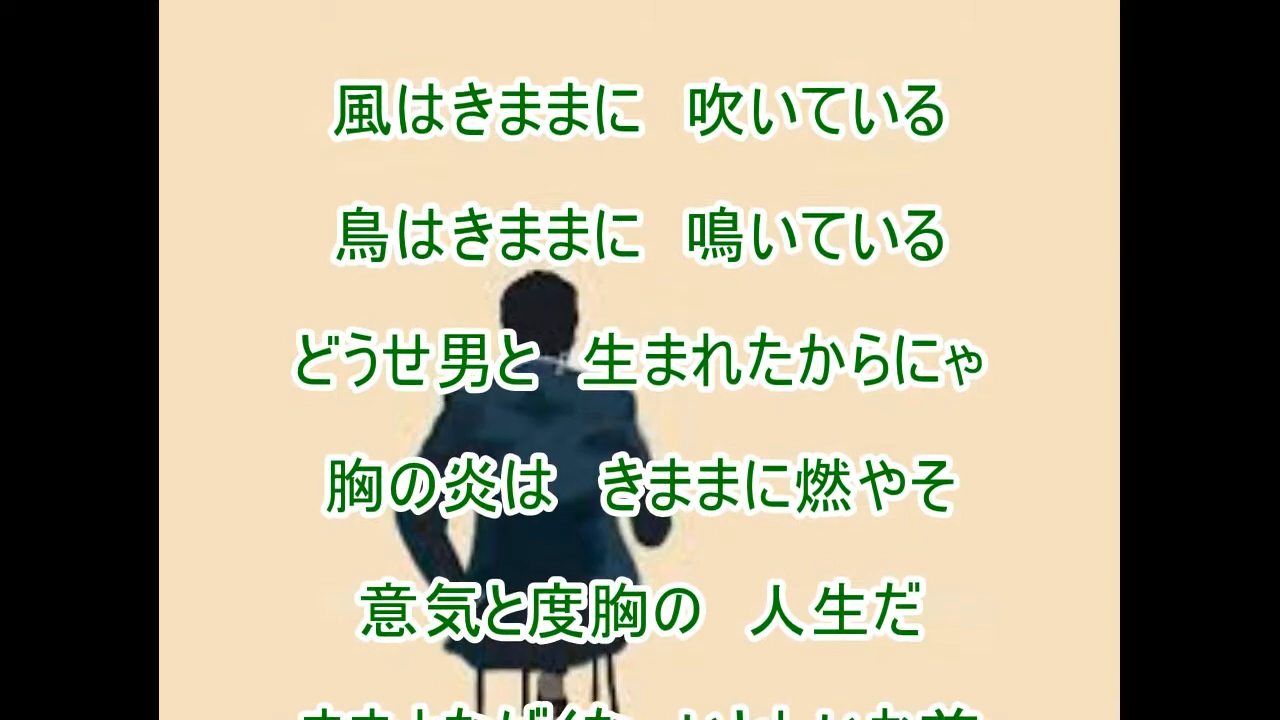 風はきままに　吹いている
鳥はきままに　鳴いている
どうせ男と　生まれたからにゃ
胸の炎は　きままに燃やそ
意気と度胸の　人生だ